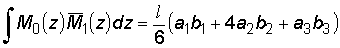 ∫ M₀(z) M̅₁(z)dz = l/6 (a₁b₁ + 4a₂b₂ + a₃b₃)